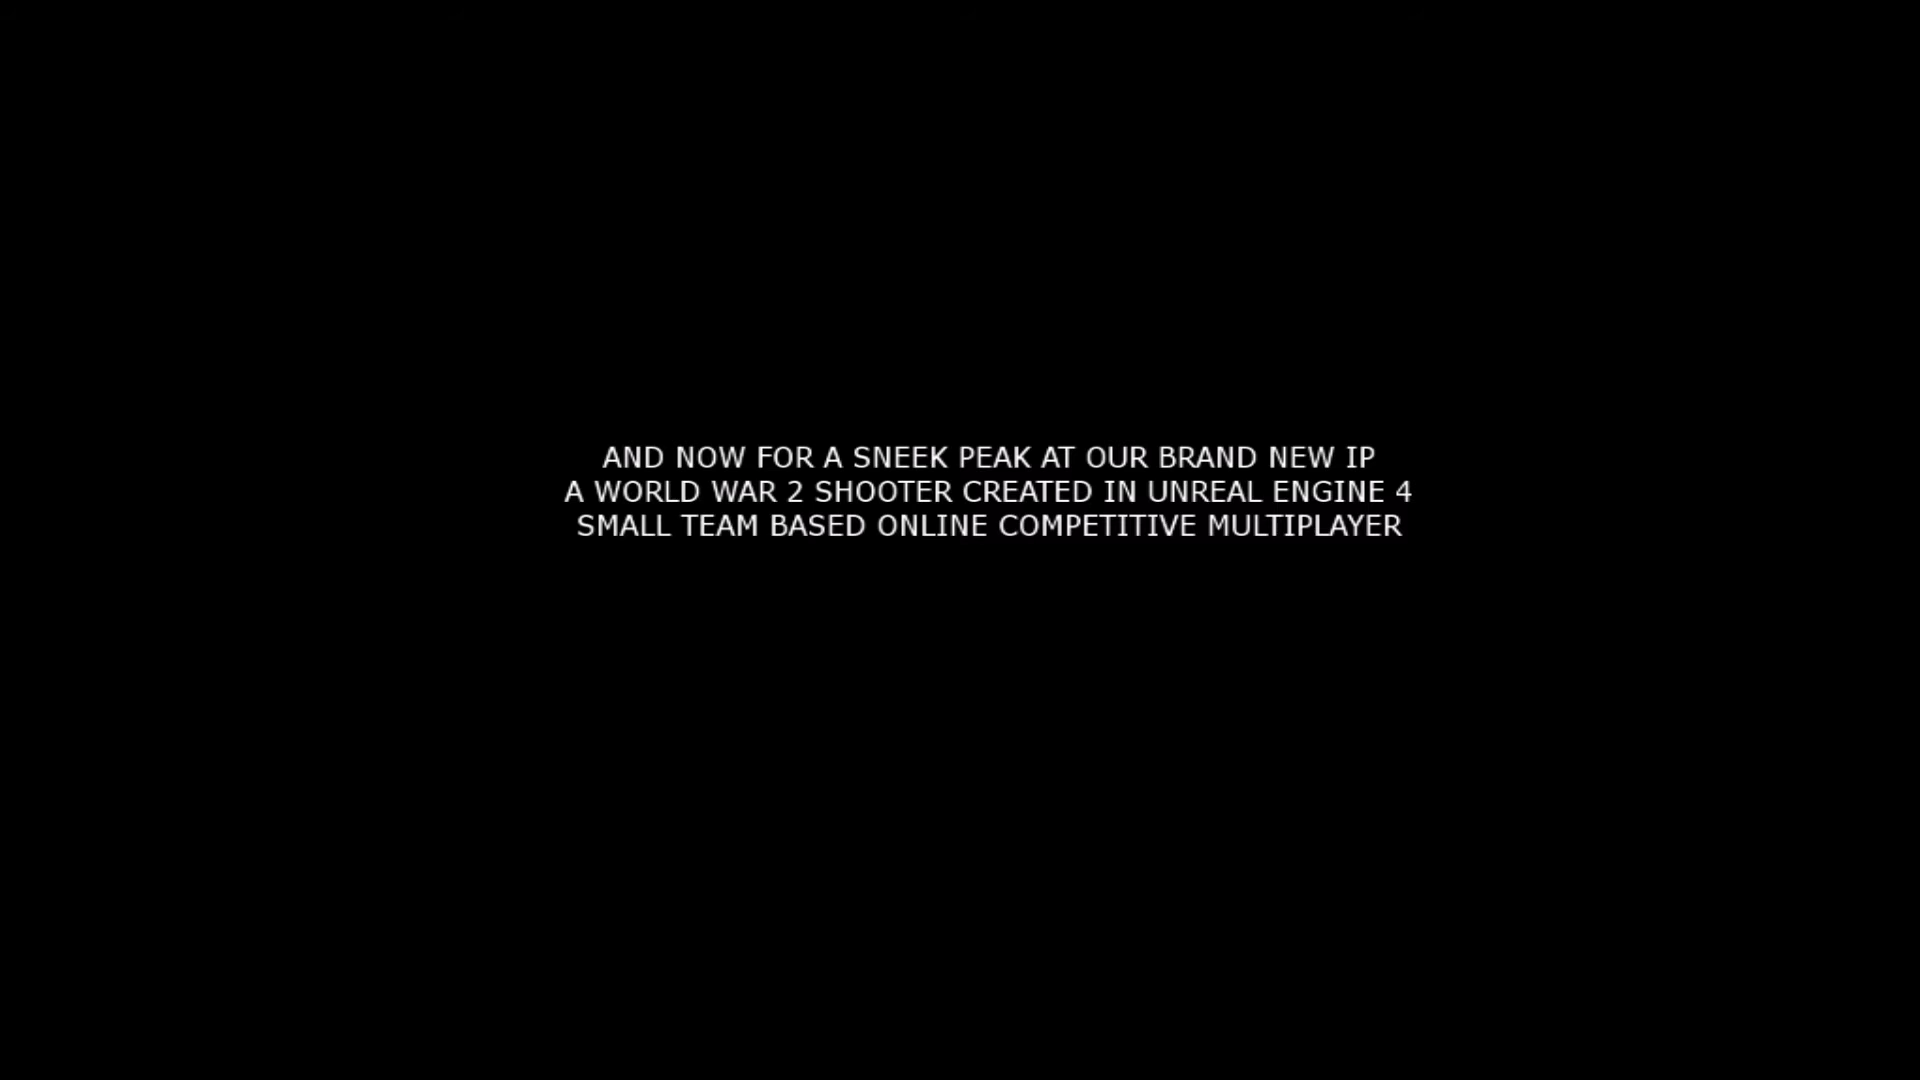 AND NOW FOR A SNEEK PEAK AT OUR BRAND NEW IP
A WORLD WAR 2 SHOOTER CREATED IN UNREAL ENGINE 4
SMALL TEAM BASED ONLINE COMPETITIVE MULTIPLAYER